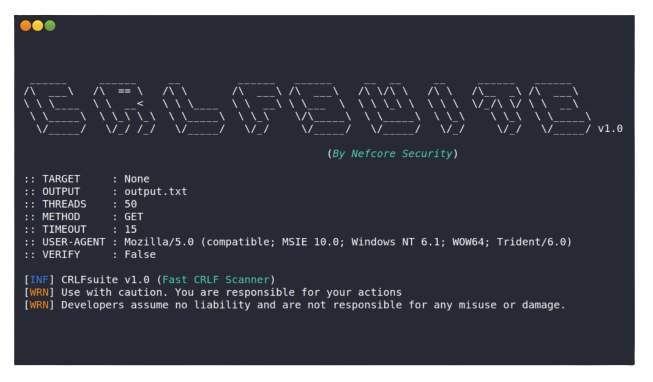 CRLFSUITE v1.0
(By Nefcore Security)
:: TARGET : None
:: OUTPUT : output.txt
:: THREADS : 50
:: METHOD : GET
:: TIMEOUT : 15
:: USER-AGENT : Mozilla/5.0 (compatible; MSIE 10.0; Windows NT 6.1; WOW64; Trident/6.0)
:: VERIFY : False
[INF] CRLFsuite v1.0 (Fast CRLF Scanner)
[WRN] Use with caution. You are responsible for your actions
[WRN] Developers assume no liability and are not responsible for any misuse or damage.